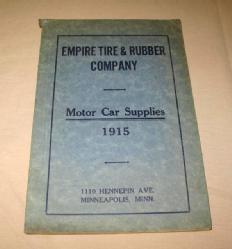 EMPIRE TIRE & RUBBER
COMPANY
Motor Car Supplies
1915
1110 HENNEPIN AVE.
MINNEAPOLIS, MINN.